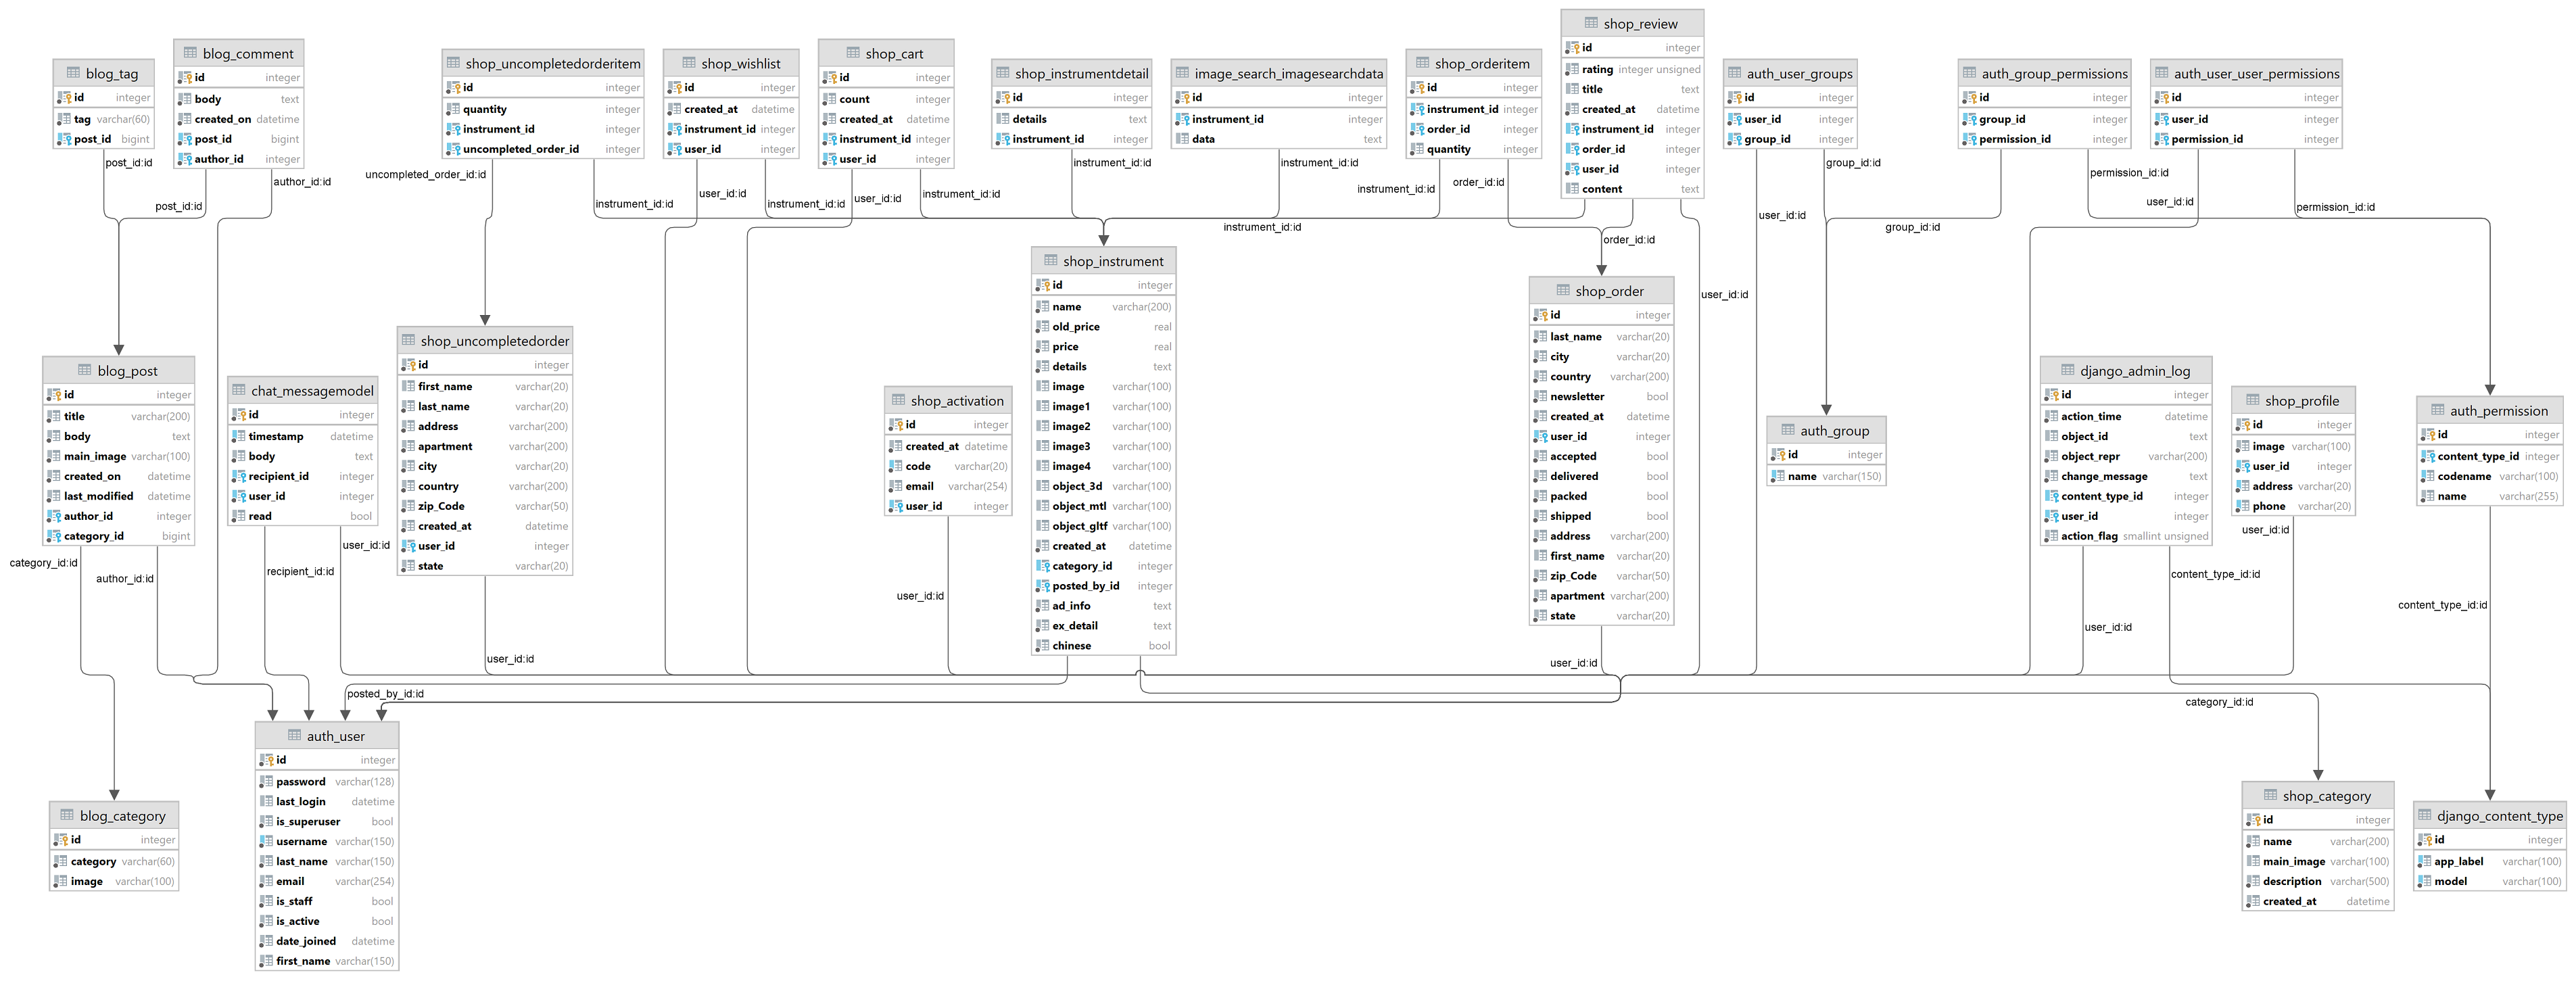 blog_tag
id integer
tag varchar(60)
post_id bigint
blog_comment
id integer
body text
created_on datetime
post_id bigint
author_id integer
shop_uncompletedorderitem
id integer
quantity integer
instrument_id integer
uncompleted_order_id integer
shop_wishlist
id integer
created_at datetime
instrument_id integer
user_id integer
shop_cart
id integer
count integer
created_at datetime
instrument_id integer
user_id integer
shop_instrumentdetail
id integer
details text
instrument_id integer
image_search_imagesearchdata
id integer
instrument_id integer
data text
shop_orderitem
id integer
instrument_id integer
order_id integer
quantity integer
shop_review
id integer
rating integer unsigned
title text
created_at datetime
instrument_id integer
order_id integer
user_id integer
content text
auth_user_groups
id integer
user_id integer
group_id integer
auth_group_permissions
id integer
group_id integer
permission_id integer
auth_user_user_permissions
id integer
user_id integer
permission_id integer
post_id:id
post_id:id
author_id:id
uncompleted_order_id:id
instrument_id:id
user_id:id
instrument_id:id
user_id:id
instrument_id:id
instrument_id:id
instrument_id:id
instrument_id:id
order_id:id
instrument_id:id
order_id:id
user_id:id
user_id:id
group_id:id
group_id:id
permission_id:id
user_id:id
permission_id:id
blog_post
id integer
title varchar(200)
body text
main_image varchar(100)
created_on datetime
last_modified datetime
author_id integer
category_id bigint
chat_messagemodel
id integer
timestamp datetime
body text
recipient_id integer
user_id integer
read bool
shop_uncompletedorder
id integer
first_name varchar(20)
last_name varchar(20)
address varchar(200)
apartment varchar(200)
city varchar(20)
country varchar(200)
zip_Code varchar(50)
created_at datetime
user_id integer
state varchar(20)
shop_activation
id integer
created_at datetime
code varchar(20)
email varchar(254)
user_id integer
shop_instrument
id integer
name varchar(200)
old_price real
price real
details text
image varchar(100)
image1 varchar(100)
image2 varchar(100)
image3 varchar(100)
image4 varchar(100)
object_3d varchar(100)
object_mtl varchar(100)
object_gltf varchar(100)
created_at datetime
category_id integer
posted_by_id integer
ad_info text
ex_detail text
chinese bool
shop_order
id integer
last_name varchar(20)
city varchar(20)
country varchar(200)
newsletter bool
created_at datetime
user_id integer
accepted bool
delivered bool
packed bool
shipped bool
address varchar(200)
first_name varchar(20)
zip_Code varchar(50)
apartment varchar(200)
state varchar(20)
auth_group
id integer
name varchar(150)
django_admin_log
id integer
action_time datetime
object_id text
object_repr varchar(200)
change_message text
content_type_id integer
user_id integer
action_flag smallint unsigned
shop_profile
id integer
image varchar(100)
user_id integer
address varchar(20)
phone varchar(20)
auth_permission
id integer
content_type_id integer
codename varchar(100)
name varchar(255)
category_id:id
author_id:id
recipient_id:id
user_id:id
user_id:id
user_id:id
posted_by_id:id
user_id:id
user_id:id
content_type_id:id
user_id:id
content_type_id:id
category_id:id
blog_category
id integer
category varchar(60)
image varchar(100)
auth_user
id integer
password varchar(128)
last_login datetime
is_superuser bool
username varchar(150)
last_name varchar(150)
email varchar(254)
is_staff bool
is_active bool
date_joined datetime
first_name varchar(150)
shop_category
id integer
name varchar(200)
main_image varchar(100)
description varchar(500)
created_at datetime
django_content_type
id integer
app_label varchar(100)
model varchar(100)